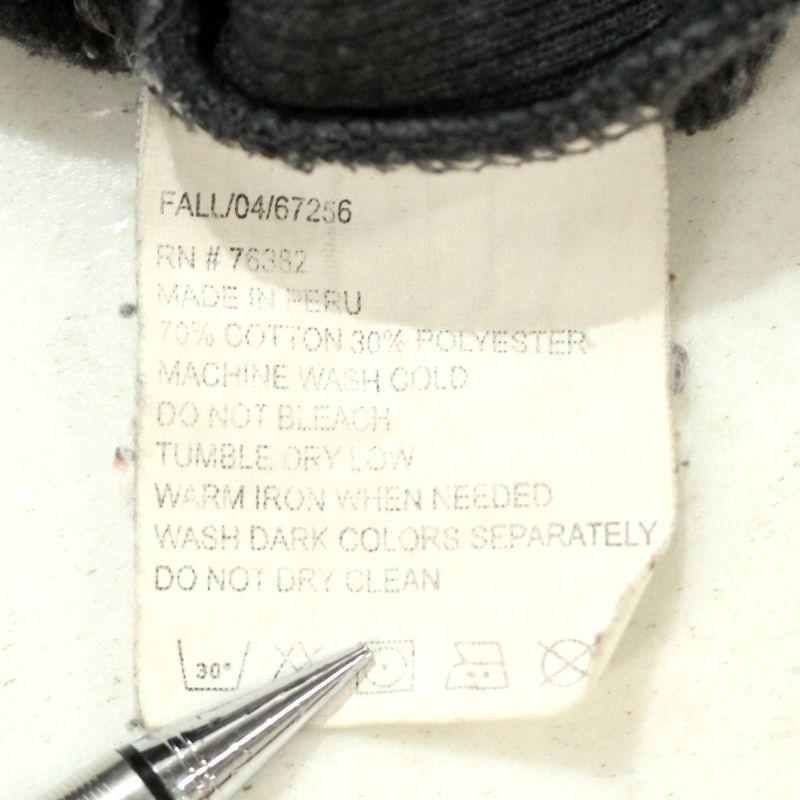 FALL/04/67256
RN # 76382
MADE IN PERU
70% COTTON 30% POLYESTER
MACHINE WASH COLD
DO NOT BLEACH
TUMBLE DRY LOW
WARM IRON WHEN NEEDED
WASH DARK COLORS SEPARATELY
DO NOT DRY CLEAN
30°